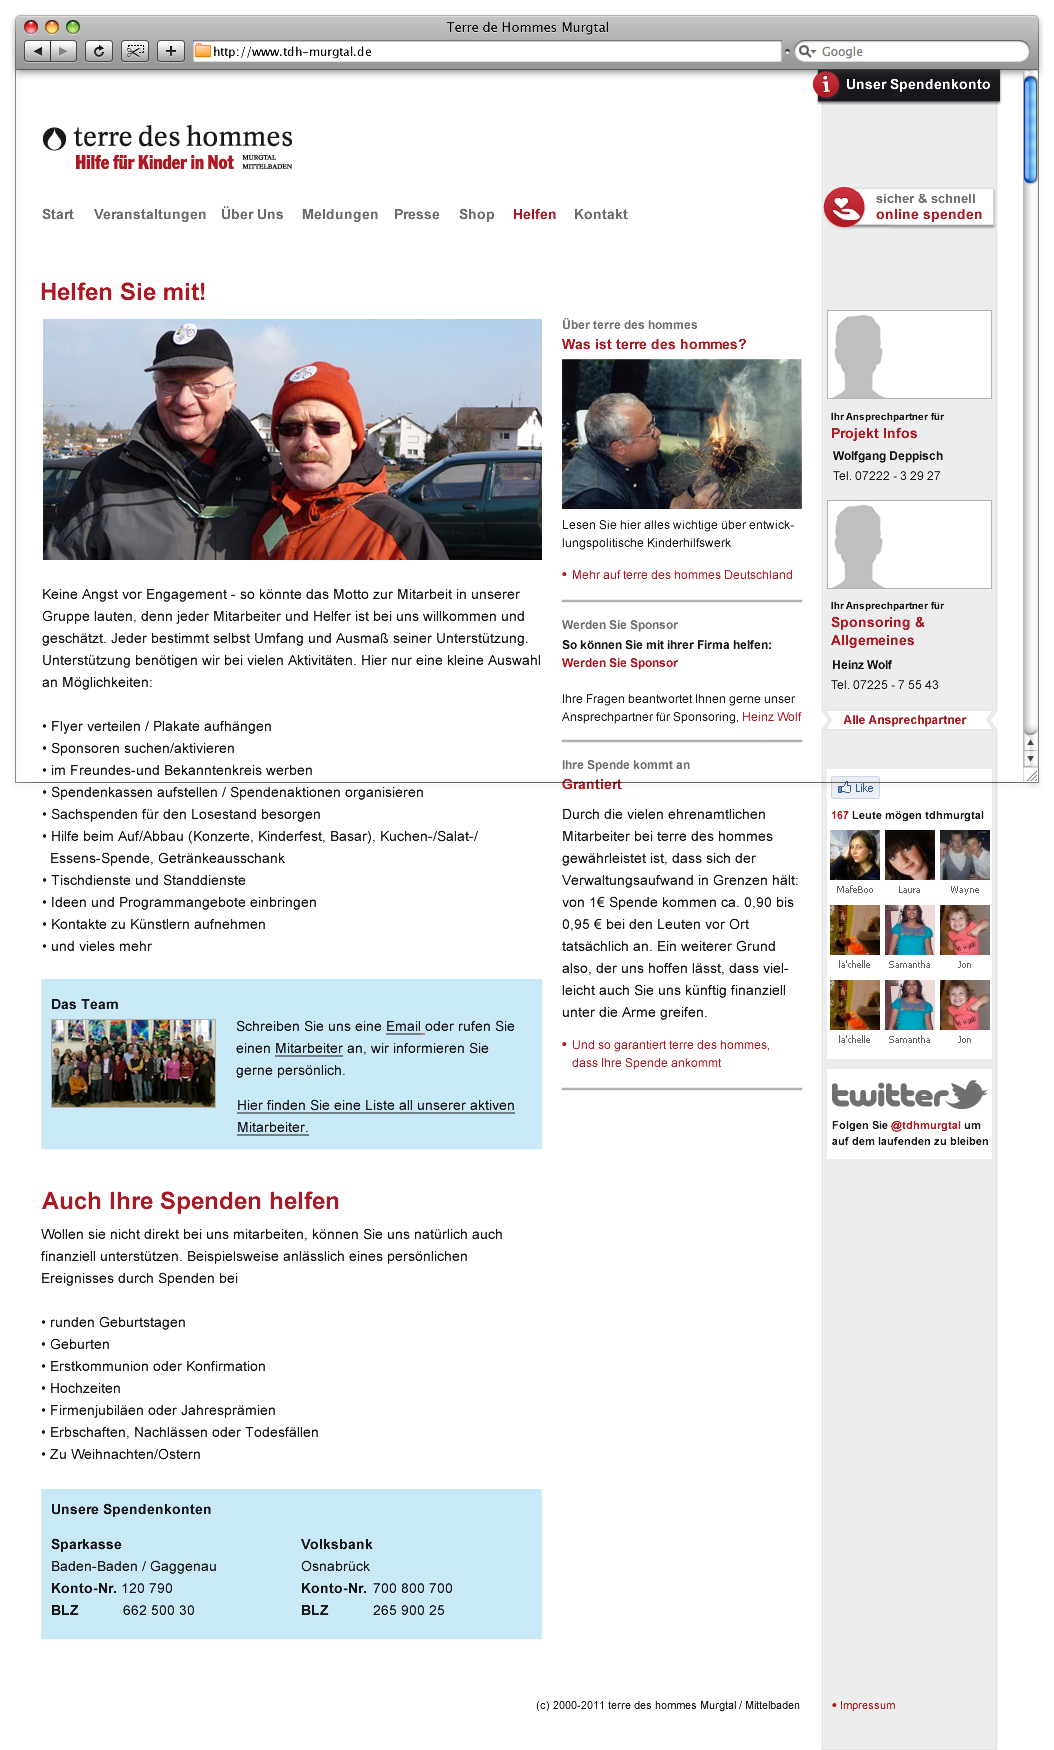 Terre de Hommes Murgtal
http://www.tdh-murgtal.de
Google
Unser Spendenkonto
terre des hommes
Hilfe für Kinder in Not
MURGTAL
MITTELBADEN
sicher & schnell
online spenden
Start Veranstaltungen Über Uns Meldungen Presse Shop Helfen Kontakt
Helfen Sie mit!
Keine Angst vor Engagement - so könnte das Motto zur Mitarbeit in unserer
Gruppe lauten, denn jeder Mitarbeiter und Helfer ist bei uns willkommen und
geschätzt. Jeder bestimmt selbst Umfang und Ausmaß seiner Unterstützung.
Unterstützung benötigen wir bei vielen Aktivitäten. Hier nur eine kleine Auswahl
an Möglichkeiten:
• Flyer verteilen / Plakate aufhängen
• Sponsoren suchen/aktivieren
• im Freundes-und Bekanntenkreis werben
• Spendenkassen aufstellen / Spendenaktionen organisieren
• Sachspenden für den Losestand besorgen
• Hilfe beim Auf/Abbau (Konzerte, Kinderfest, Basar), Kuchen-/Salat-/
Essens-Spende, Getränkeausschank
• Tischdienste und Standdienste
• Ideen und Programmangebote einbringen
• Kontakte zu Künstlern aufnehmen
• und vieles mehr
Das Team
Schreiben Sie uns eine Email oder rufen Sie
einen Mitarbeiter an, wir informieren Sie
gerne persönlich.
Hier finden Sie eine Liste all unserer aktiven
Mitarbeiter.
Auch Ihre Spenden helfen
Wollen sie nicht direkt bei uns mitarbeiten, können Sie uns natürlich auch
finanziell unterstützen. Beispielsweise anlässlich eines persönlichen
Ereignisses durch Spenden bei
• runden Geburtstagen
• Geburten
• Erstkommunion oder Konfirmation
• Hochzeiten
• Firmenjubiläen oder Jahresprämien
• Erbschaften, Nachlässen oder Todesfällen
• Zu Weihnachten/Ostern
Unsere Spendenkonten
Sparkasse
Baden-Baden / Gaggenau
Konto-Nr. 120 790
BLZ 662 500 30
Volksbank
Osnabrück
Konto-Nr. 700 800 700
BLZ 265 900 25
Über terre des hommes
Was ist terre des hommes?
Lesen Sie hier alles wichtige über entwick-
lungspolitische Kinderhilfswerk
• Mehr auf terre des hommes Deutschland
Werden Sie Sponsor
So können Sie mit ihrer Firma helfen:
Werden Sie Sponsor
Ihre Fragen beantwortet Ihnen gerne unser
Ansprechpartner für Sponsoring, Heinz Wolf
Ihre Spende kommt an
Grantiert
Durch die vielen ehrenamtlichen
Mitarbeiter bei terre des hommes
gewährleistet ist, dass sich der
Verwaltungsaufwand in Grenzen hält:
von 1€ Spende kommen ca. 0,90 bis
0,95 € bei den Leuten vor Ort
tatsächlich an. Ein weiterer Grund
also, der uns hoffen lässt, dass viel-
leicht auch Sie uns künftig finanziell
unter die Arme greifen.
• Und so garantiert terre des hommes,
dass Ihre Spende ankommt
Ihr Ansprechpartner für
Projekt Infos
Wolfgang Deppisch
Tel. 07222 - 3 29 27
Ihr Ansprechpartner für
Sponsoring &
Allgemeines
Heinz Wolf
Tel. 07225 - 7 55 43
Alle Ansprechpartner
Like
167 Leute mögen tdhmurgtal
MafeBoo Laura Wayne
la'chelle Samantha Jon
la'chelle Samantha Jon
twitter
Folgen Sie @tdhmurgtal um
auf dem laufenden zu bleiben
(c) 2000-2011 terre des hommes Murgtal / Mittelbaden
• Impressum